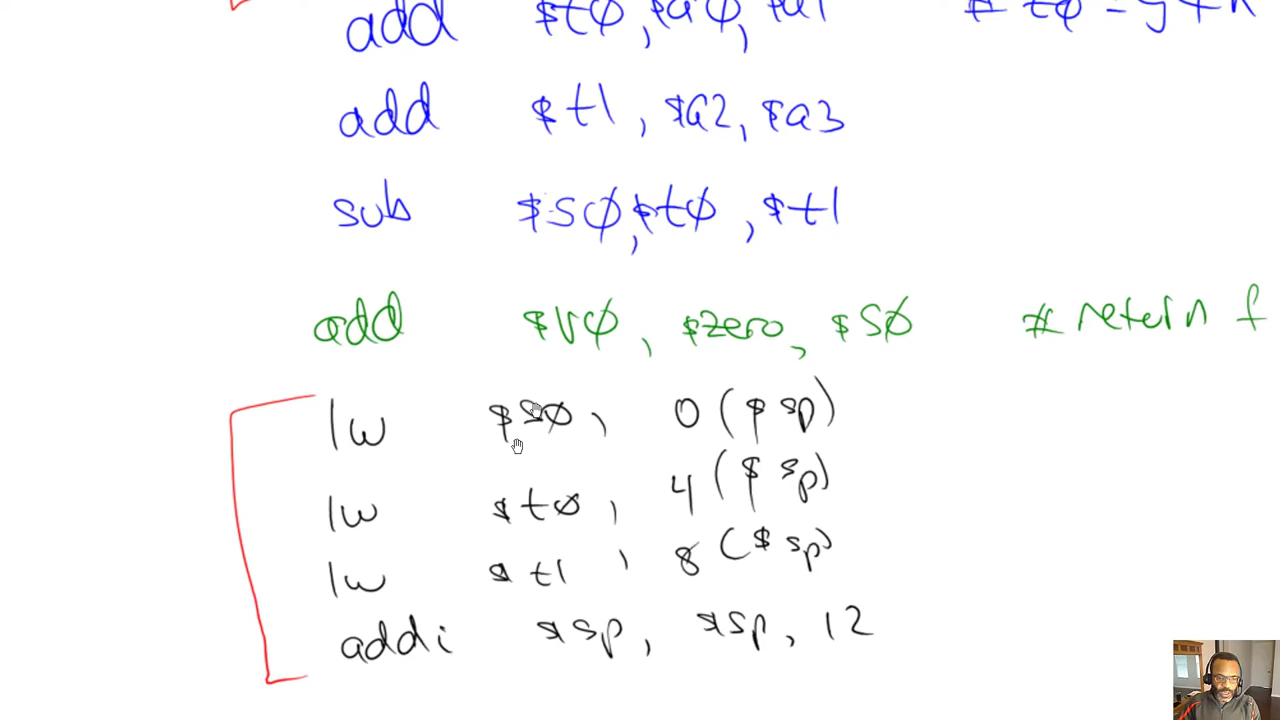 add $t0, $a0, $a1 # t0 = g + h
add $t1, $a2, $a3
sub $s0, $t0, $t1
add $v0, $zero, $s0 # return f
lw $s0, 0($sp)
lw $t0, 4($sp)
lw $t1, 8($sp)
addi $sp, $sp, 12